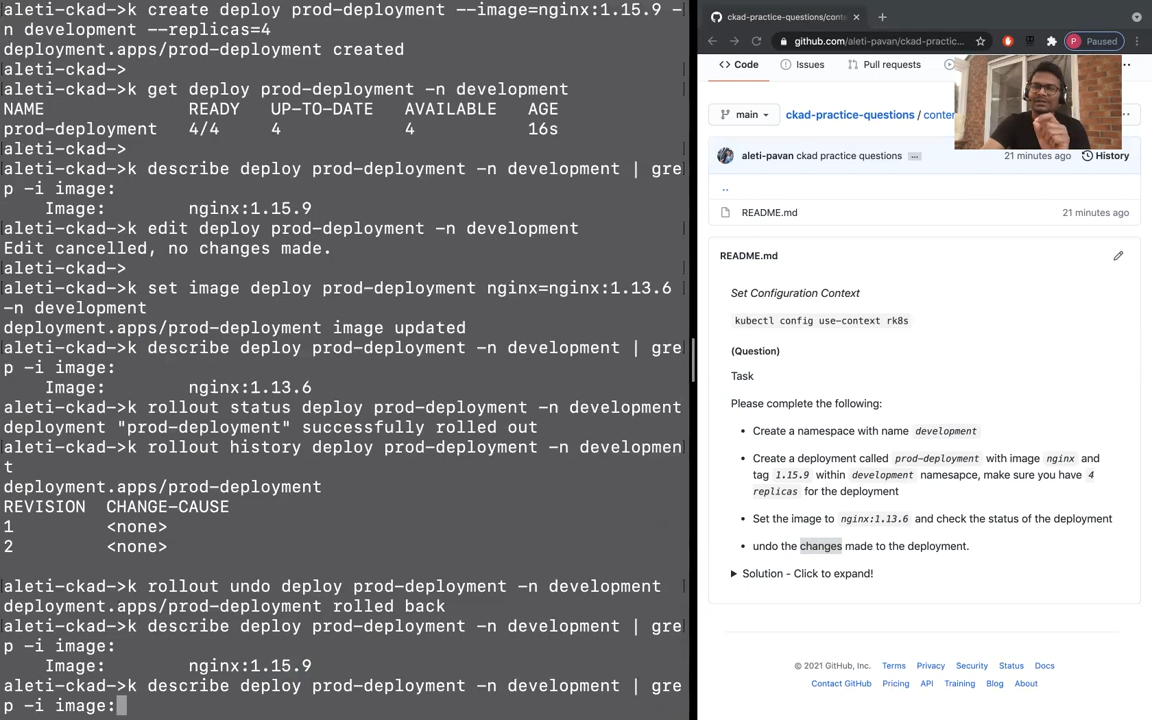 k create deploy prod-deployment --image=nginx:1.15.9 -
n development --replicas=4
deployment.apps/prod-deployment created
aleti-ckad->
aleti-ckad->k get deploy prod-deployment -n development
NAME READY UP-TO-DATE AVAILABLE AGE
prod-deployment 4/4 4 4 16s
aleti-ckad->
aleti-ckad->k describe deploy prod-deployment -n development | gre
p -i image:
Image: nginx:1.15.9
aleti-ckad->k edit deploy prod-deployment -n development
Edit cancelled, no changes made.
aleti-ckad->
aleti-ckad->k set image deploy prod-deployment nginx=nginx:1.13.6
-n development
deployment.apps/prod-deployment image updated
aleti-ckad->k describe deploy prod-deployment -n development | gre
p -i image:
Image: nginx:1.13.6
aleti-ckad->k rollout status deploy prod-deployment -n development
deployment "prod-deployment" successfully rolled out
aleti-ckad->k rollout history deploy prod-deployment -n developmen
t
deployment.apps/prod-deployment
REVISION CHANGE-CAUSE
1 <none>
2 <none>
aleti-ckad->k rollout undo deploy prod-deployment -n development
deployment.apps/prod-deployment rolled back
aleti-ckad->k describe deploy prod-deployment -n development | gre
p -i image:
Image: nginx:1.15.9
aleti-ckad->k describe deploy prod-deployment -n development | gre
p -i image:
ckad-practice-questions/conte
github.com/aleti-pavan/ckad-practic...
P Paused
Code Issues Pull requests
main ckad-practice-questions / conten
aleti-pavan ckad practice questions ... 21 minutes ago History
..
README.md 21 minutes ago
README.md
Set Configuration Context
kubectl config use-context rk8s
(Question)
Task
Please complete the following:
• Create a namespace with name development
• Create a deployment called prod-deployment with image nginx and
tag 1.15.9 within development namesapce, make sure you have 4
replicas for the deployment
• Set the image to nginx:1.13.6 and check the status of the deployment
• undo the changes made to the deployment.
Solution - Click to expand!
© 2021 GitHub, Inc. Terms Privacy Security Status Docs
Contact GitHub Pricing API Training Blog About